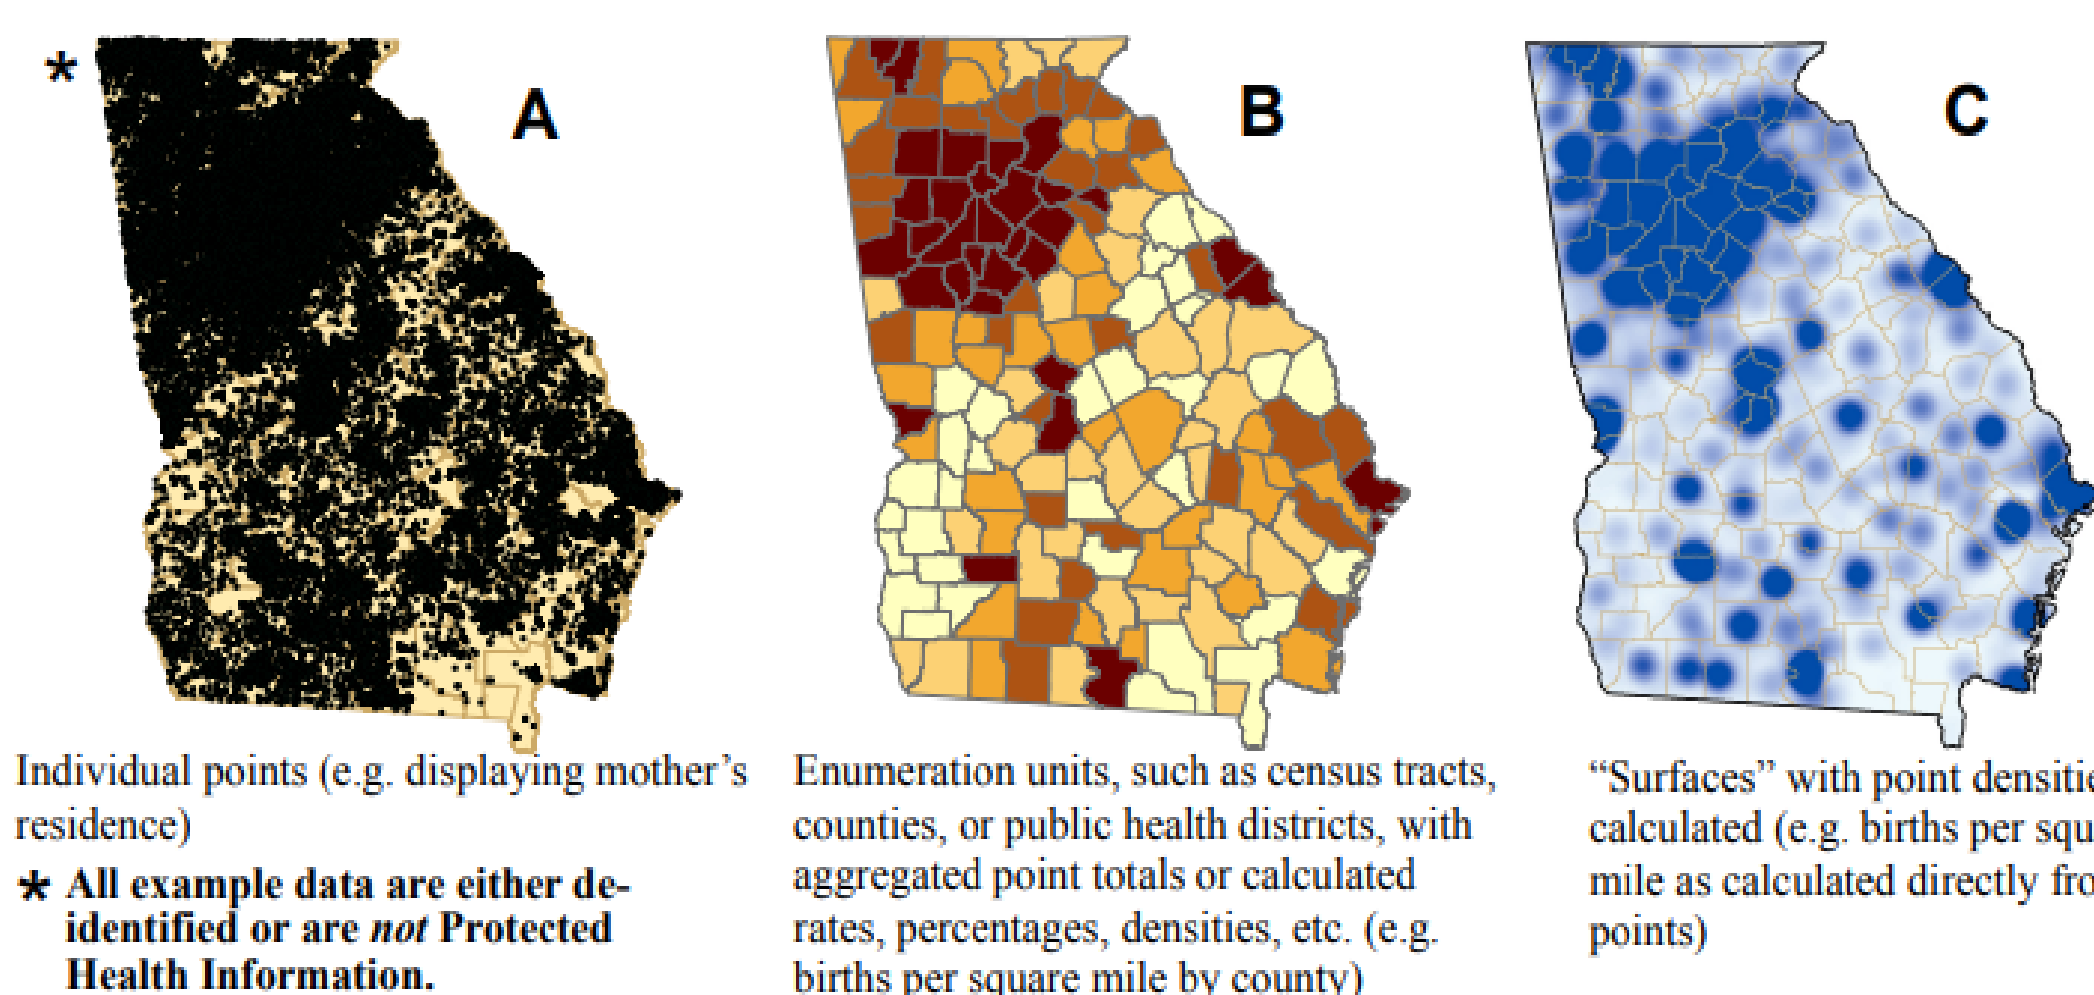 *
A
B
C
Individual points (e.g. displaying mother's
residence)
* All example data are either de-
identified or are not Protected
Health Information.
Enumeration units, such as census tracts,
counties, or public health districts, with
aggregated point totals or calculated
rates, percentages, densities, etc. (e.g.
births per square mile by county)
“Surfaces” with point densitie
calculated (e.g. births per squ
mile as calculated directly fro
points)